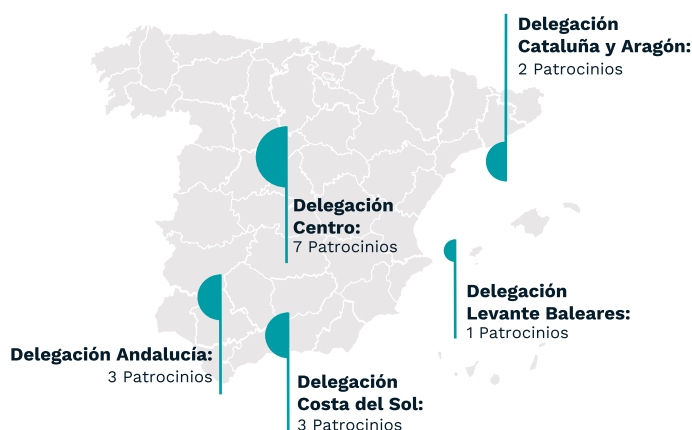 Delegación
Cataluña y Aragón:
2 Patrocinios
Delegación
Centro:
7 Patrocinios
Delegación
Levante Baleares:
1 Patrocinios
Delegación Andalucía:
3 Patrocinios
Delegación
Costa del Sol:
3 Patrocinios